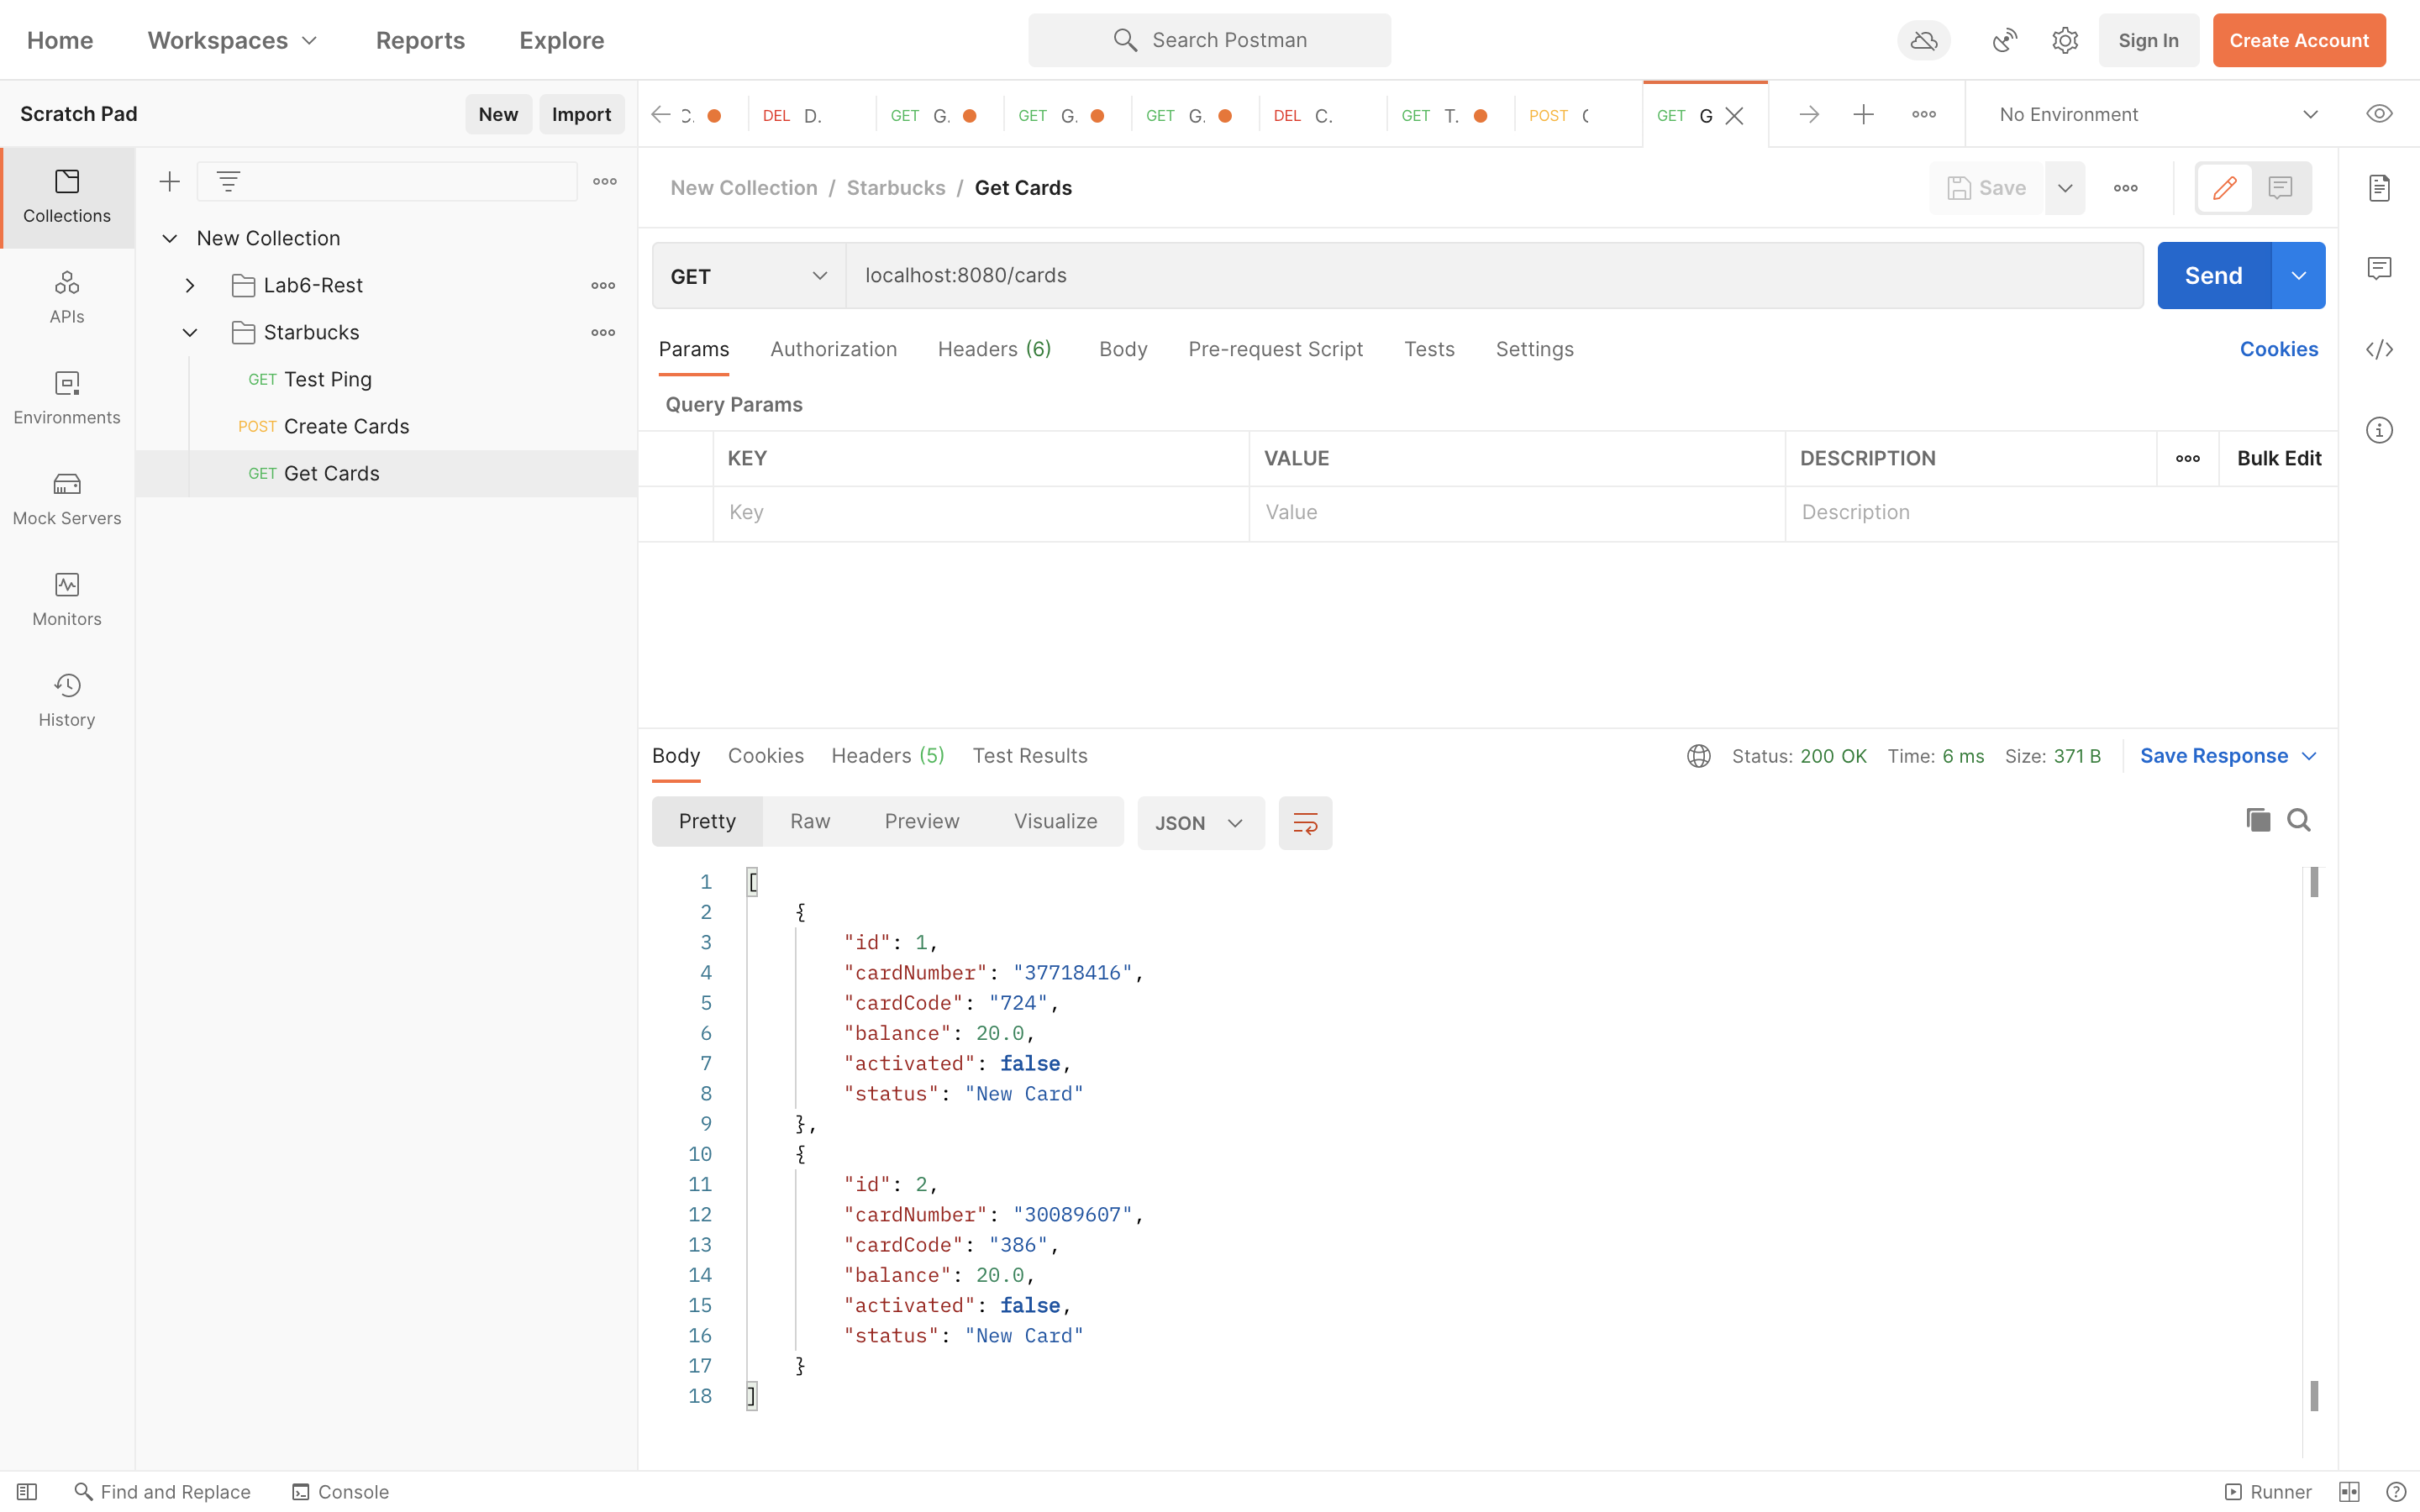 Home Workspaces Reports Explore Search Postman Sign In Create Account
Scratch Pad New Import
C. DEL D. GET G. GET G. GET G. DEL C. GET T. POST GET G No Environment
Collections
APIs
Environments
Mock Servers
Monitors
History
New Collection
Lab6-Rest
Starbucks
GET Test Ping
POST Create Cards
GET Get Cards
New Collection / Starbucks / Get Cards Save
GET localhost:8080/cards Send
Params Authorization Headers (6) Body Pre-request Script Tests Settings Cookies
Query Params
KEY VALUE DESCRIPTION Bulk Edit
Key Value Description
Body Cookies Headers (5) Test Results Status: 200 OK Time: 6 ms Size: 371 B Save Response
Pretty Raw Preview Visualize JSON
1 [
2 {
3 "id": 1,
4 "cardNumber": "37718416",
5 "cardCode": "724",
6 "balance": 20.0,
7 "activated": false,
8 "status": "New Card"
9 },
10 {
11 "id": 2,
12 "cardNumber": "30089607",
13 "cardCode": "386",
14 "balance": 20.0,
15 "activated": false,
16 "status": "New Card"
17 }
18 ]
Find and Replace Console Runner